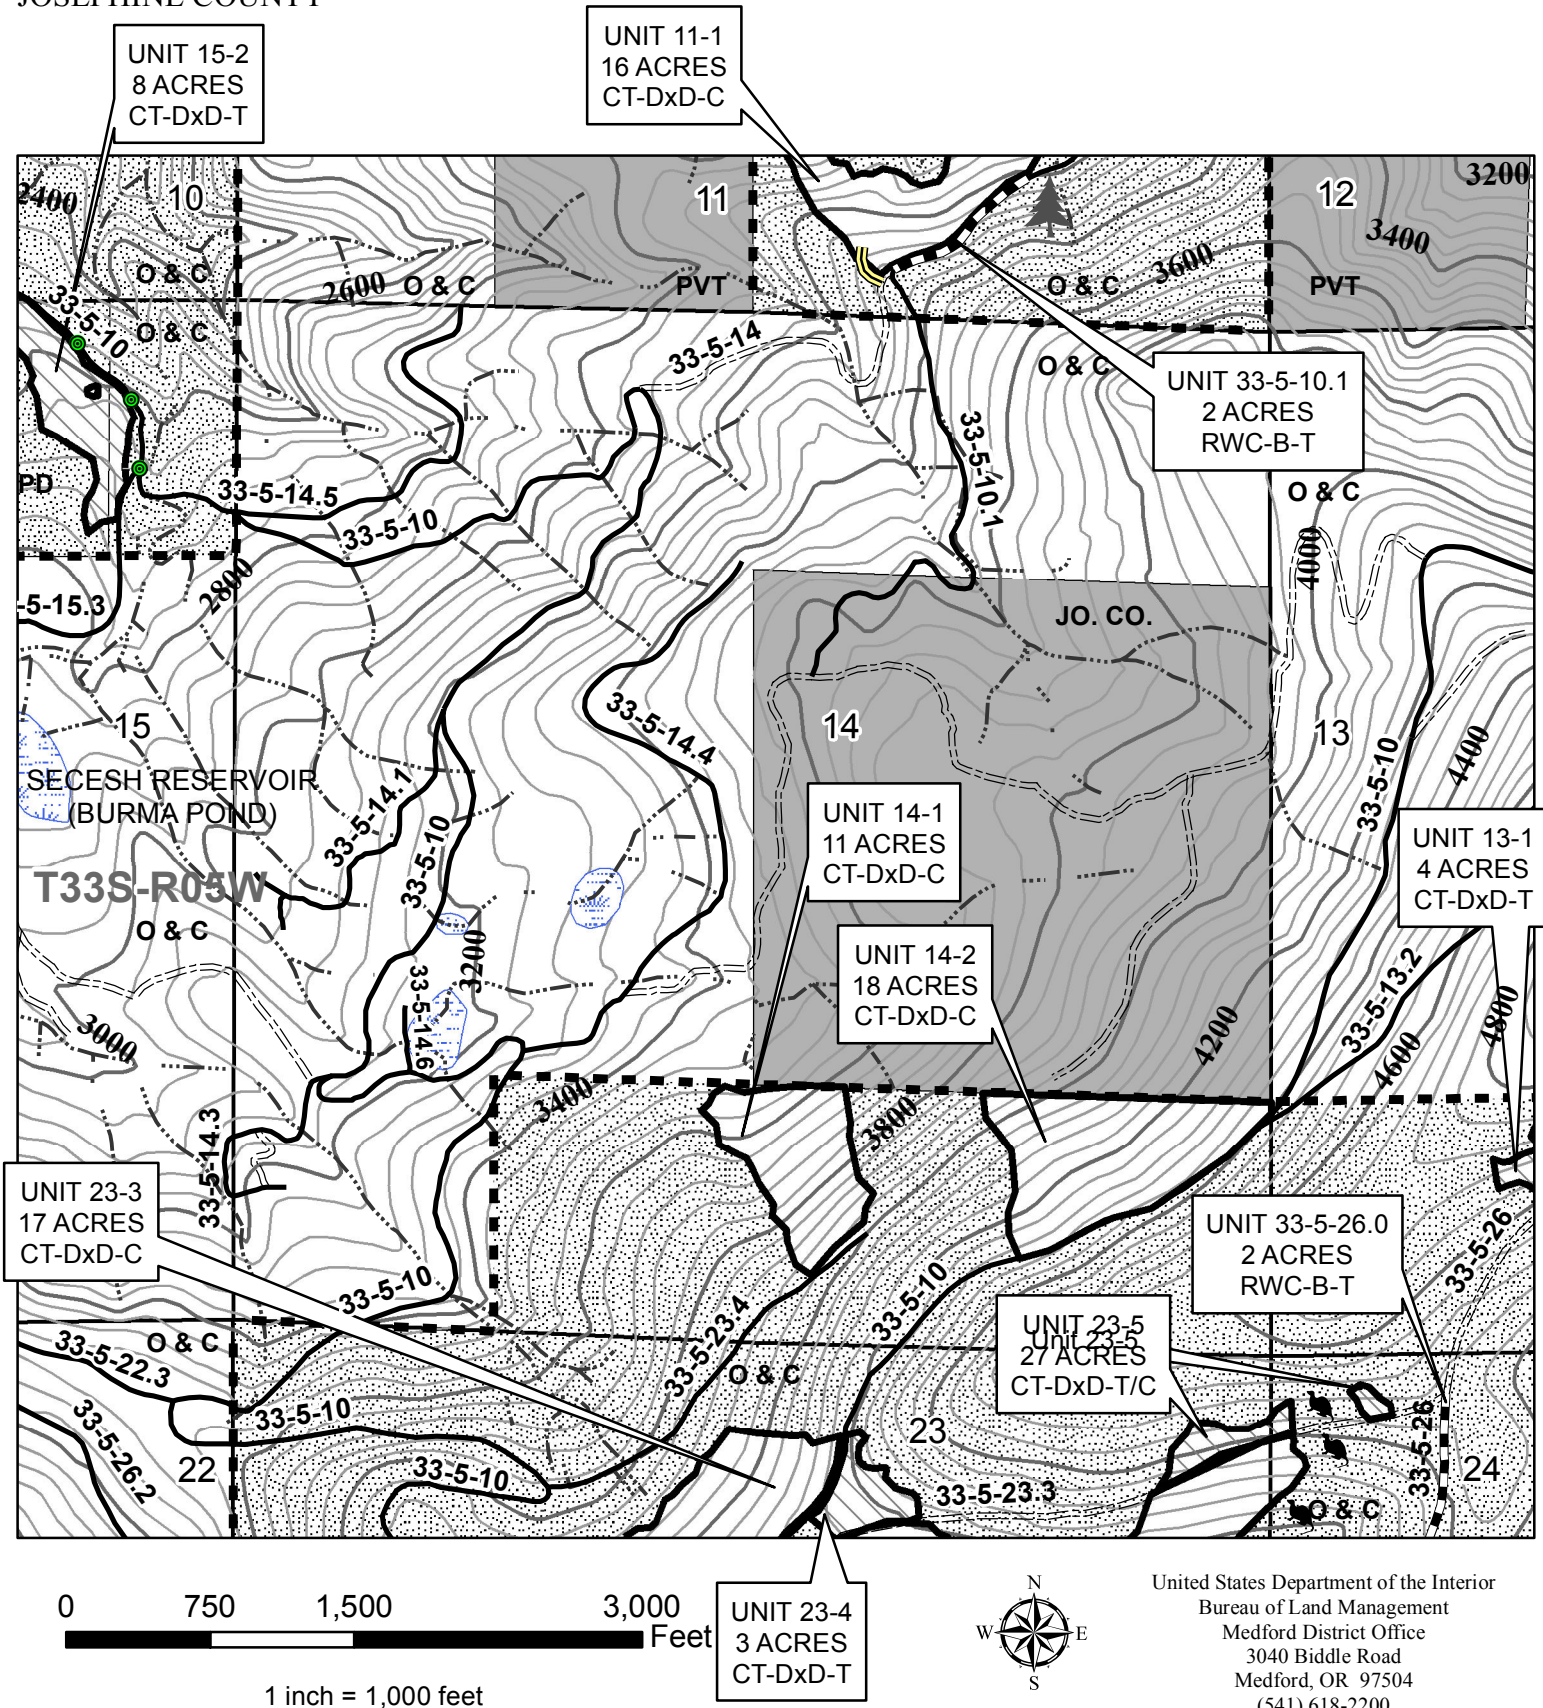 JOSEPHINE COUNTY
UNIT 15-2
8 ACRES
CT-DxD-T
UNIT 11-1
16 ACRES
CT-DxD-C
2400
10
11
12
3200
3400
O & C
2600
O & C
PVT
O & C
3600
PVT
33-5-10
O & C
33-5-14
O & C
UNIT 33-5-10.1
2 ACRES
RWC-B-T
33-5-10.1
PD
33-5-14.5
O & C
33-5-10
4000
2800
-5-15.3
JO. CO.
33-5-14.4
15
14
13
SECESH RESERVOIR
(BURMA POND)
4400
33-5-10
33-5-14.1
33-5-10
UNIT 14-1
11 ACRES
CT-DxD-C
UNIT 13-1
4 ACRES
CT-DxD-T
T33S-R05W
O & C
3200
UNIT 14-2
18 ACRES
CT-DxD-C
33-5-14.6
33-5-13.2
3000
4200
4600
4800
3400
3800
33-5-14.3
UNIT 23-3
17 ACRES
CT-DxD-C
UNIT 33-5-26.0
2 ACRES
RWC-B-T
33-5-26
33-5-10
33-5-10
33-5-23.4
UNIT 23-5
Unit 23-5
27 ACRES
CT-DxD-T/C
O & C
33-5-22.3
O & C
33-5-10
33-5-26.2
22
33-5-10
23
33-5-23.3
33-5-26
24
O & C
0 750 1,500 3,000
Feet
1 inch = 1,000 feet
UNIT 23-4
3 ACRES
CT-DxD-T
N
W E
S
United States Department of the Interior
Bureau of Land Management
Medford District Office
3040 Biddle Road
Medford, OR 97504
(541) 618-2200